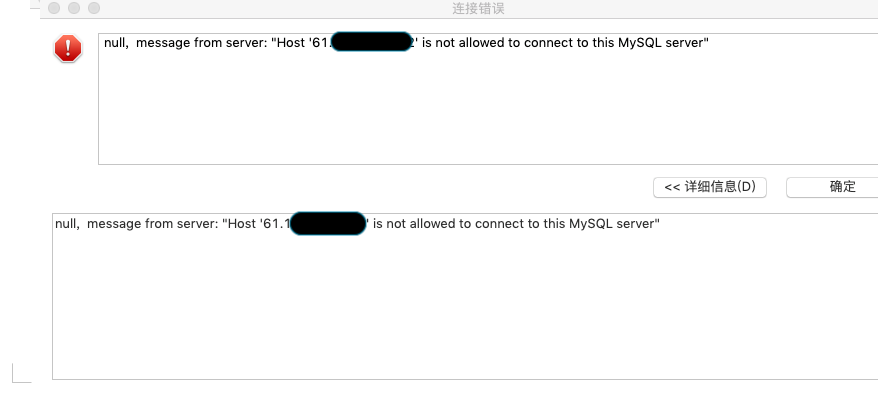 连接错误
null,  message from server: "Host '61. 2' is not allowed to connect to this MySQL server"
<< 详细信息(D)
确定
null,  message from server: "Host '61.1 ' is not allowed to connect to this MySQL server"